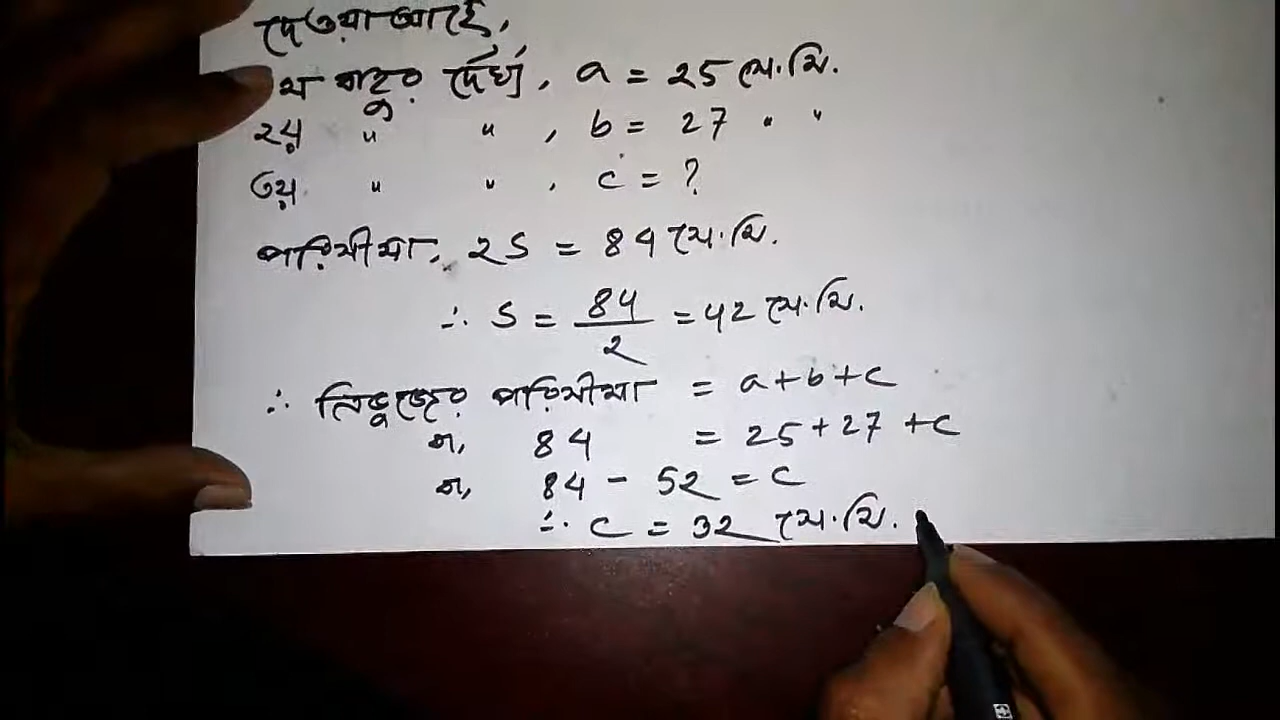 দেওয়া আছে,
১ম বাহুর দৈর্ঘ্য, a = 25 সে.মি.
২য় " " , b = 27 " "
৩য় " " , c = ?
পরিসীমা, 2S = 84 সে.মি.
∴ S = 84/2 = 42 সে.মি.
∴ ত্রিভুজের পরিসীমা = a+b+c
বা, 84 = 25+27+c
বা, 84 - 52 = c
∴ c = 32 সে.মি.